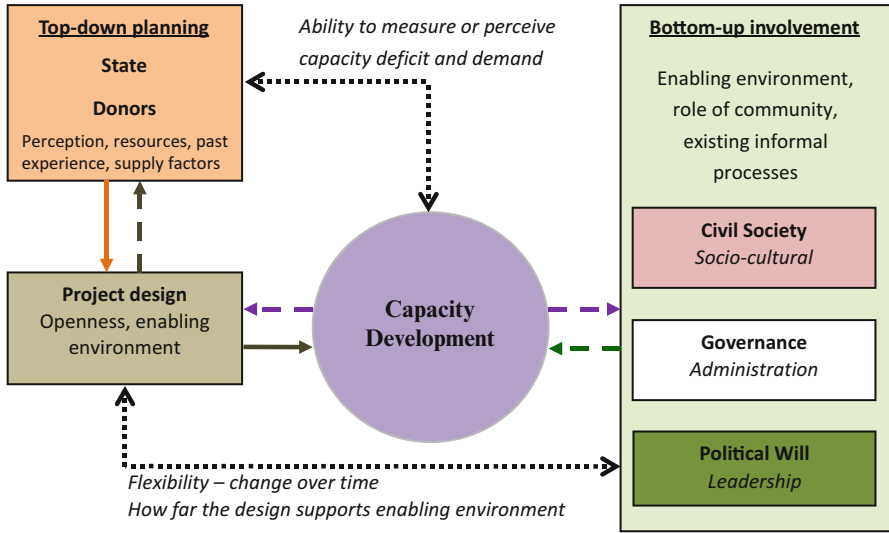 Top-down planning
State
Donors
Perception, resources, past
experience, supply factors
Ability to measure or perceive
capacity deficit and demand
Bottom-up involvement
Enabling environment,
role of community,
existing informal
processes
Civil Society
Socio-cultural
Project design
Openness, enabling
environment
Capacity
Development
Governance
Administration
Political Will
Leadership
Flexibility – change over time
How far the design supports enabling environment